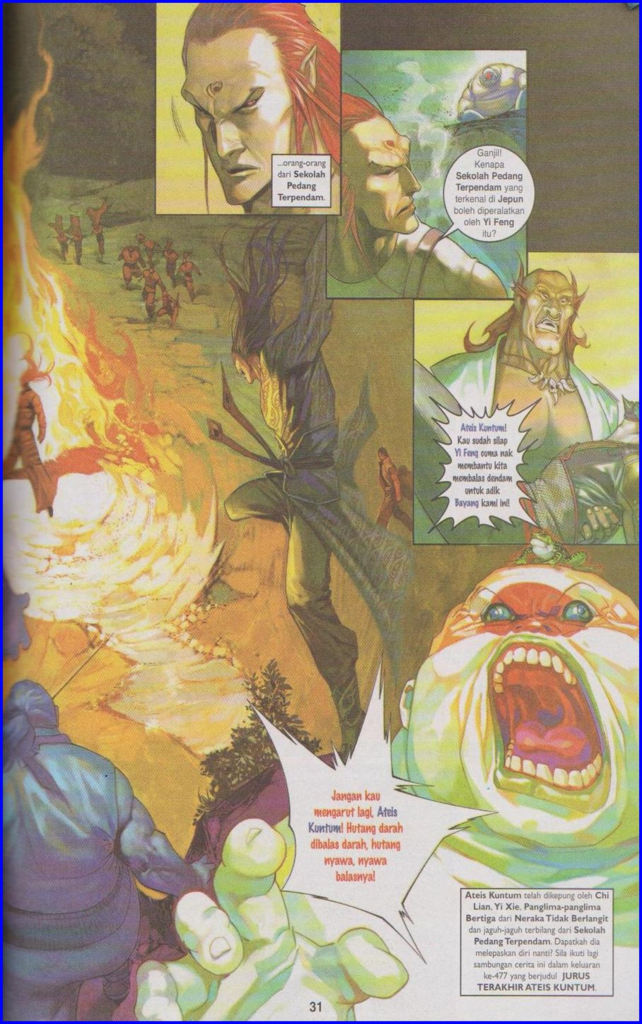 ...orang-orang
dari Sekolah
Pedang
Terpendam.
Ganjil!
Kenapa
Sekolah Pedang
Terpendam yang
terkenal di Jepun
boleh diperalatkan
oleh Yi Feng
itu?
Ateis Kuntum!
Kau sudah silap
Yi Feng cuma nak
membantu kita
membalas dendam
untuk adik
Bayang kami ini!
Jangan kau
mengarut lagi, Ateis
Kuntum! Hutang darah
dibalas darah, hutang
nyawa, nyawa
balasnya!
Ateis Kuntum telah dikepung oleh Chi
Lian, Yi Xie, Panglima-panglima
Bertiga dari Neraka Tidak Berlangit
dan jaguh-jaguh terbilang dari Sekolah
Pedang Terpendam. Dapatkah dia
melepaskan diri nanti? Sila ikuti lagi
sambungan cerita ini dalam keluaran
ke-477 yang berjudul JURUS
TERAKHIR ATEIS KUNTUM.
31